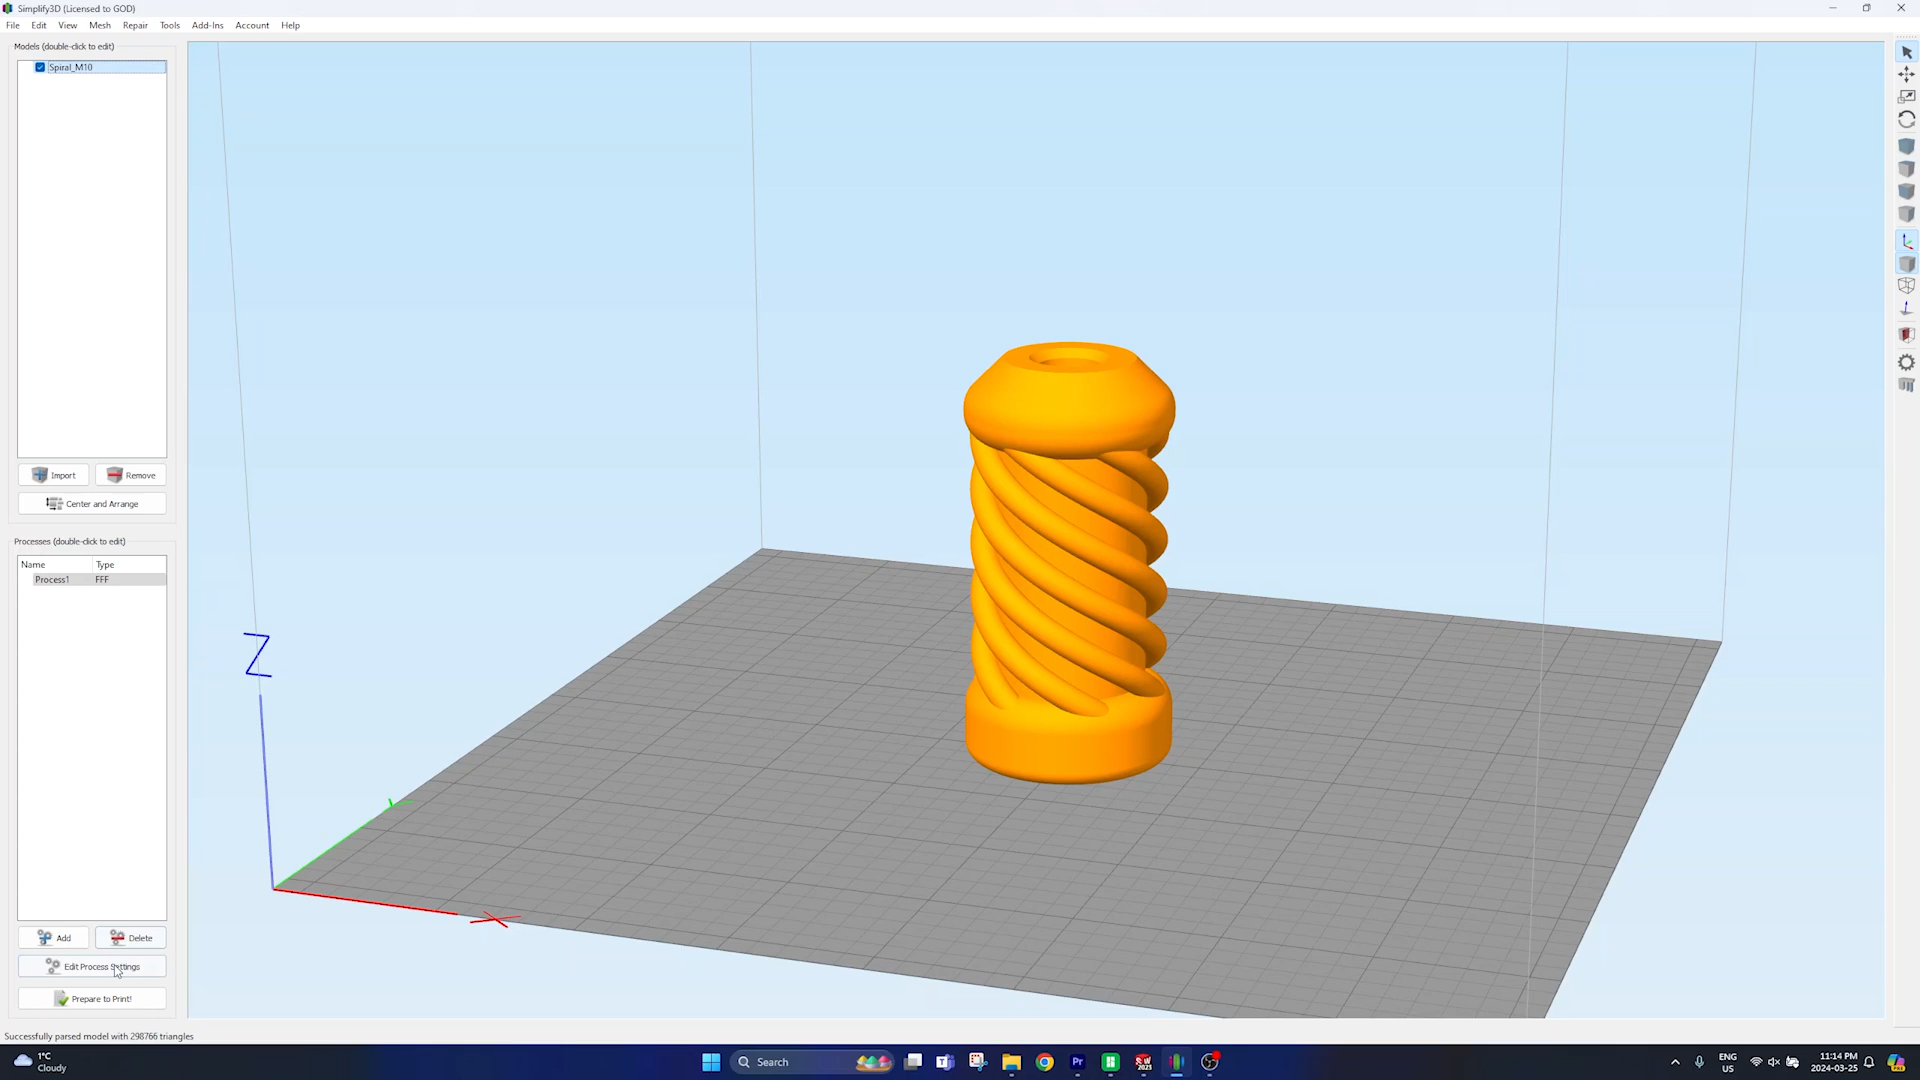 Simplify3D (Licensed to GOD)
File Edit View Mesh Repair Tools Add-Ins Account Help
Models (double-click to edit)
Spiral_M10
Import Remove
Center and Arrange
Processes (double-click to edit)
Name Type
Process1 FFF
Z
Y
X
Add Delete
Edit Process Settings
Prepare to Print!
Successfully parsed model with 298766 triangles
1°C
Cloudy
Search
Pr
SW
2023
ENG
US
11:14 PM
2024-03-25